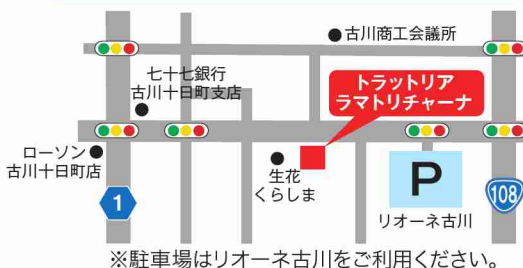 古川商工会議所
七十七銀行
古川十日町支店
トラットリア
ラマトリチャーナ
ローソン
古川十日町店
生花
くらしま
P
1
108
リオーネ古川
※駐車場はリオーネ古川をご利用ください。